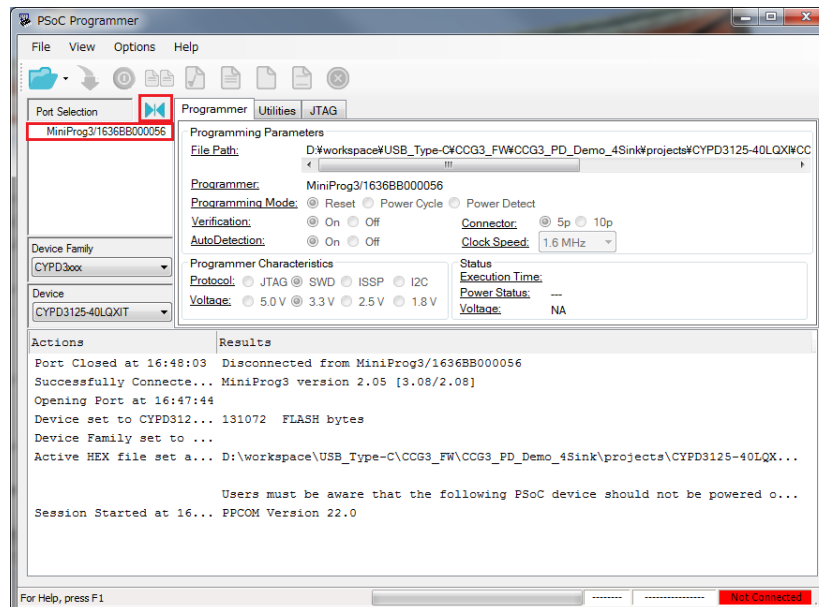 PSoC Programmer
File View Options Help
Port Selection
MiniProg3/1636BB000056
Device Family
CYPD3xxx
Device
CYPD3125-40LQXIT
Programmer Utilities JTAG
Programming Parameters
File Path: D:¥workspace¥USB_Type-C¥CCG3_FW¥CCG3_PD_Demo_4Sink¥projects¥CYPD3125-40LQXI¥CC
Programmer: MiniProg3/1636BB000056
Programming Mode: Reset Power Cycle Power Detect
Verification: On Off Connector: 5p 10p
AutoDetection: On Off Clock Speed: 1.6 MHz
Programmer Characteristics
Protocol: JTAG SWD ISSP I2C
Voltage: 5.0 V 3.3 V 2.5 V 1.8 V
Status
Execution Time:
Power Status: ---
Voltage: NA
Actions Results
Port Closed at 16:48:03 Disconnected from MiniProg3/1636BB000056
Successfully Connecte... MiniProg3 version 2.05 [3.08/2.08]
Opening Port at 16:47:44
Device set to CYPD312... 131072 FLASH bytes
Device Family set to ...
Active HEX file set a... D:\workspace\USB_Type-C\CCG3_FW\CCG3_PD_Demo_4Sink\projects\CYPD3125-40LQX...
Users must be aware that the following PSoC device should not be powered o...
Session Started at 16... PPCOM Version 22.0
For Help, press F1 -------- ---------------- Not Connected